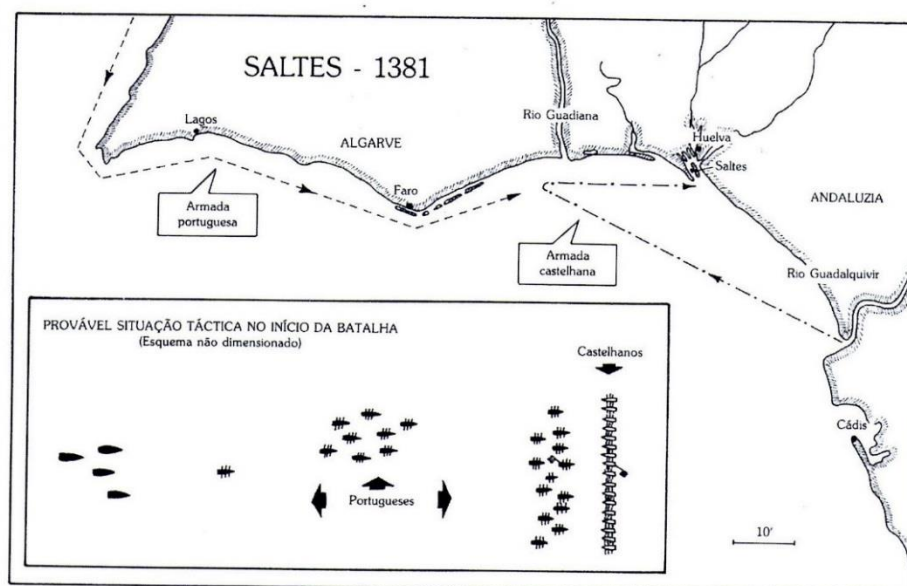 SALTES - 1381
Lagos
ALGARVE
Rio Guadiana
Huelva
Saltes
Faro
ANDALUZIA
Armada
portuguesa
Armada
castelhana
Rio Guadalquivir
PROVÁVEL SITUAÇÃO TÁCTICA NO INÍCIO DA BATALHA
(Esquema não dimensionado)
Castelhanos
Portugueses
Cádis
10'